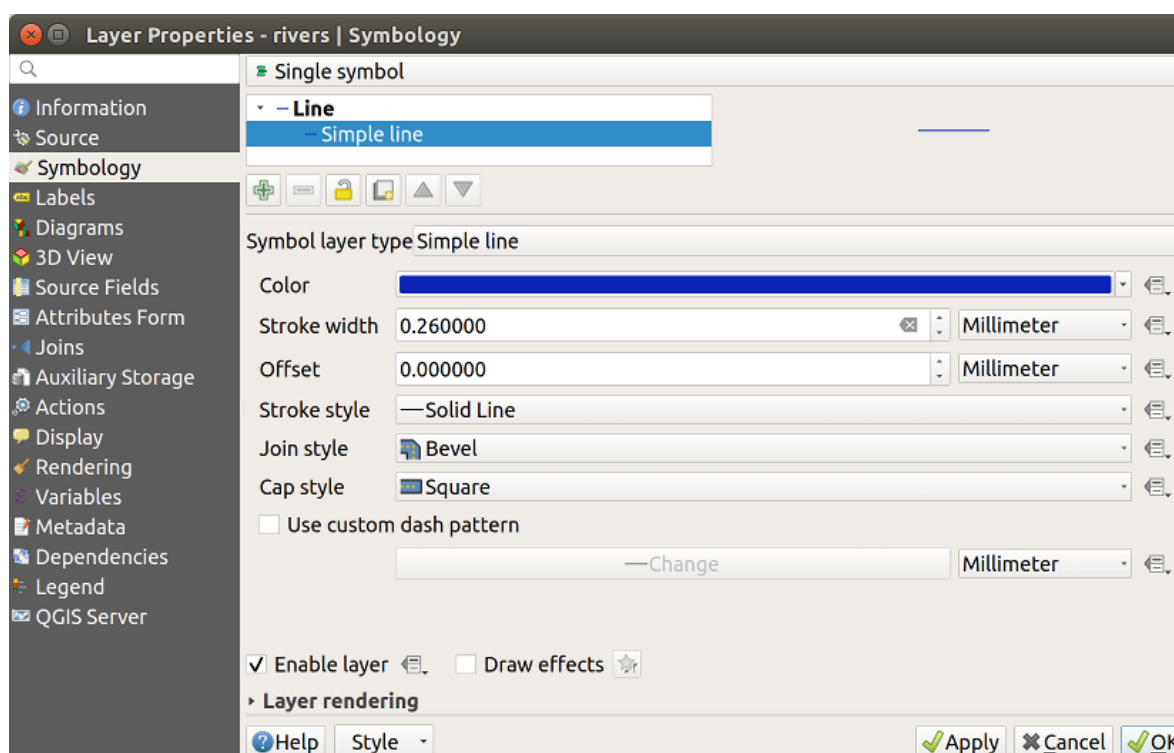 Layer Properties - rivers | Symbology
Single symbol
Information
Source
Symbology
Labels
Diagrams
3D View
Source Fields
Attributes Form
Joins
Auxiliary Storage
Actions
Display
Rendering
Variables
Metadata
Dependencies
Legend
QGIS Server
Line
Simple line
Symbol layer type Simple line
Color
Stroke width 0.260000 Millimeter
Offset 0.000000 Millimeter
Stroke style Solid Line
Join style Bevel
Cap style Square
Use custom dash pattern
Change Millimeter
Enable layer Draw effects
Layer rendering
Help Style Apply Cancel OK